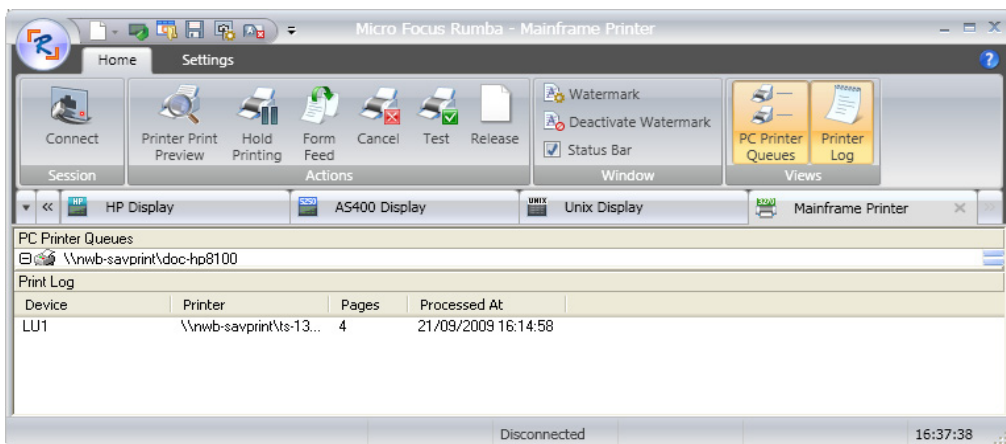 Micro Focus Rumba - Mainframe Printer
Home Settings
Connect
Printer Print Preview
Hold Printing
Form Feed
Cancel
Test
Release
Watermark
Deactivate Watermark
Status Bar
PC Printer Queues
Printer Log
Session Actions Window Views
HP HP Display AS400 Display UNIX Unix Display 3270 Mainframe Printer
PC Printer Queues
\\nwb-savprint\doc-hp8100
Print Log
Device Printer Pages Processed At
LU1 \\nwb-savprint\ts-13... 4 21/09/2009 16:14:58
Disconnected 16:37:38